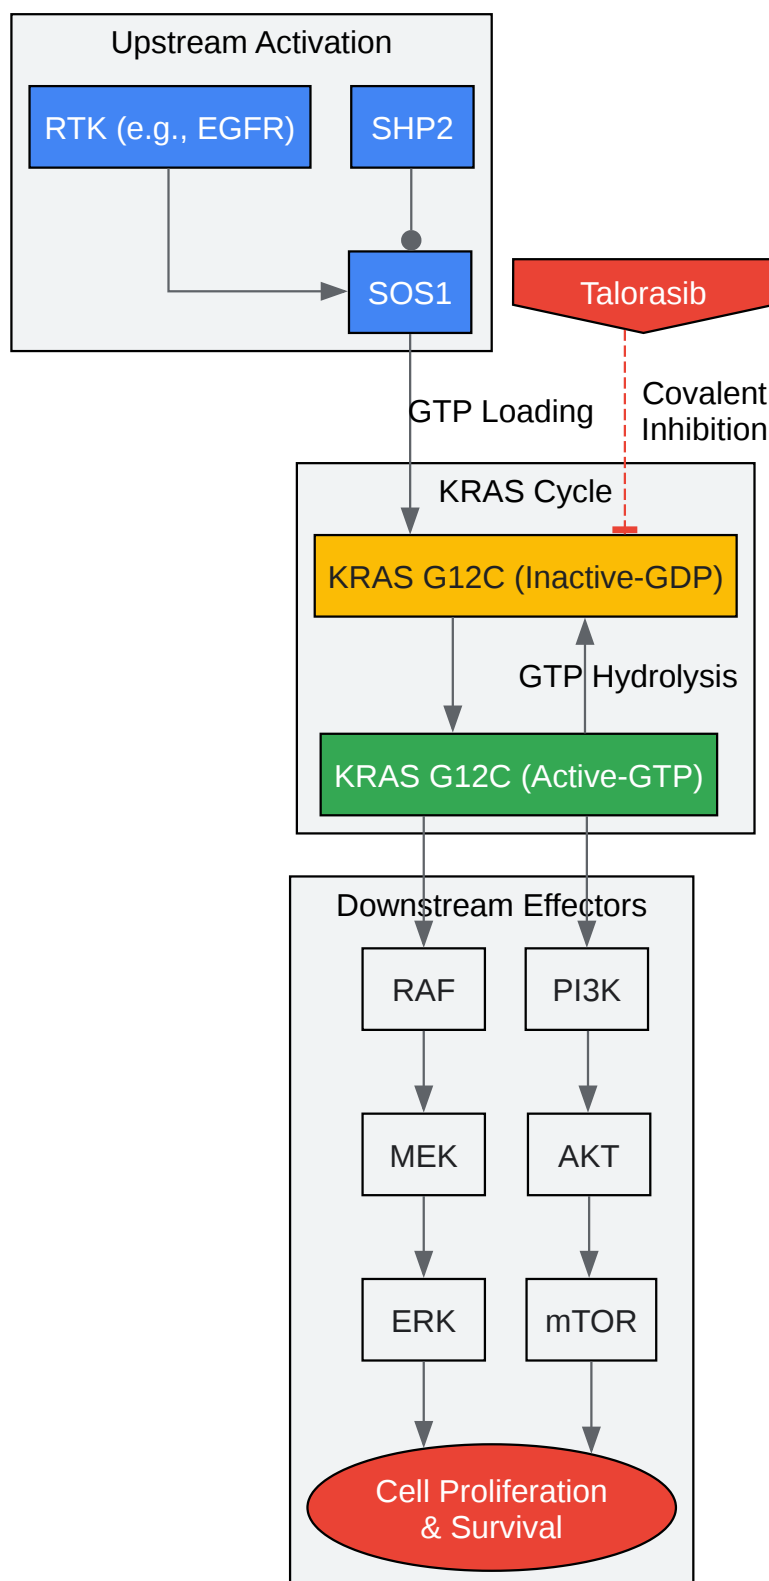 Upstream Activation
RTK (e.g., EGFR)
SHP2
SOS1
Talorasib
GTP Loading
Covalent
Inhibition
KRAS Cycle
KRAS G12C (Inactive-GDP)
GTP Hydrolysis
KRAS G12C (Active-GTP)
Downstream Effectors
RAF
PI3K
MEK
AKT
ERK
mTOR
Cell Proliferation
& Survival